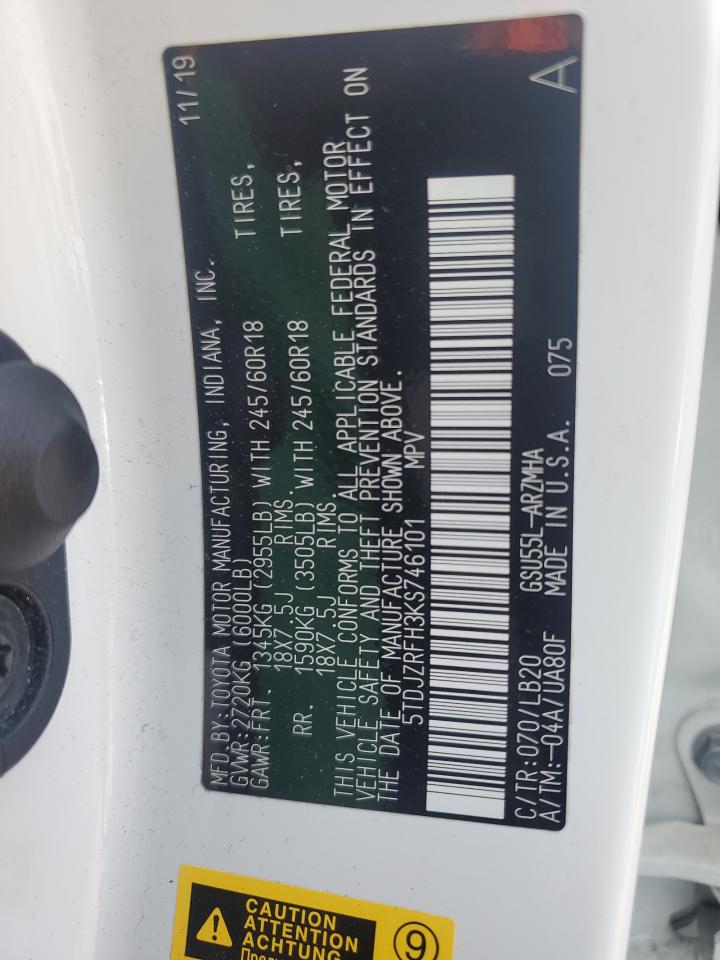 MFD.BY:TOYOTA MOTOR MANUFACTURING, INDIANA, INC. 11/19
GVWR:2720KG (6000LB)
GAWR:FRT. 1345KG (2955LB) WITH 245/60R18 TIRES,
18X7.5J RIMS.
RR. 1590KG (3505LB) WITH 245/60R18 TIRES,
18X7.5J RIMS.
THIS VEHICLE CONFORMS TO ALL APPLICABLE FEDERAL MOTOR
VEHICLE SAFETY AND THEFT PREVENTION STANDARDS IN EFFECT ON
THE DATE OF MANUFACTURE SHOWN ABOVE.
5TDJZRFH3KS746101 MPV
C/TR:070/LB20 GSU55L-ARZMHA
A/TM:-04A/UA80F MADE IN U.S.A. 075 A
CAUTION
ATTENTION
ACHTUNG
9